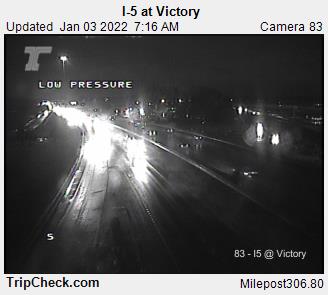 I-5 at Victory
Updated Jan 03 2022 7:16 AM Camera 83
T
LOW PRESSURE
S
83 - I5 @ Victory
TripCheck.com Milepost306.80